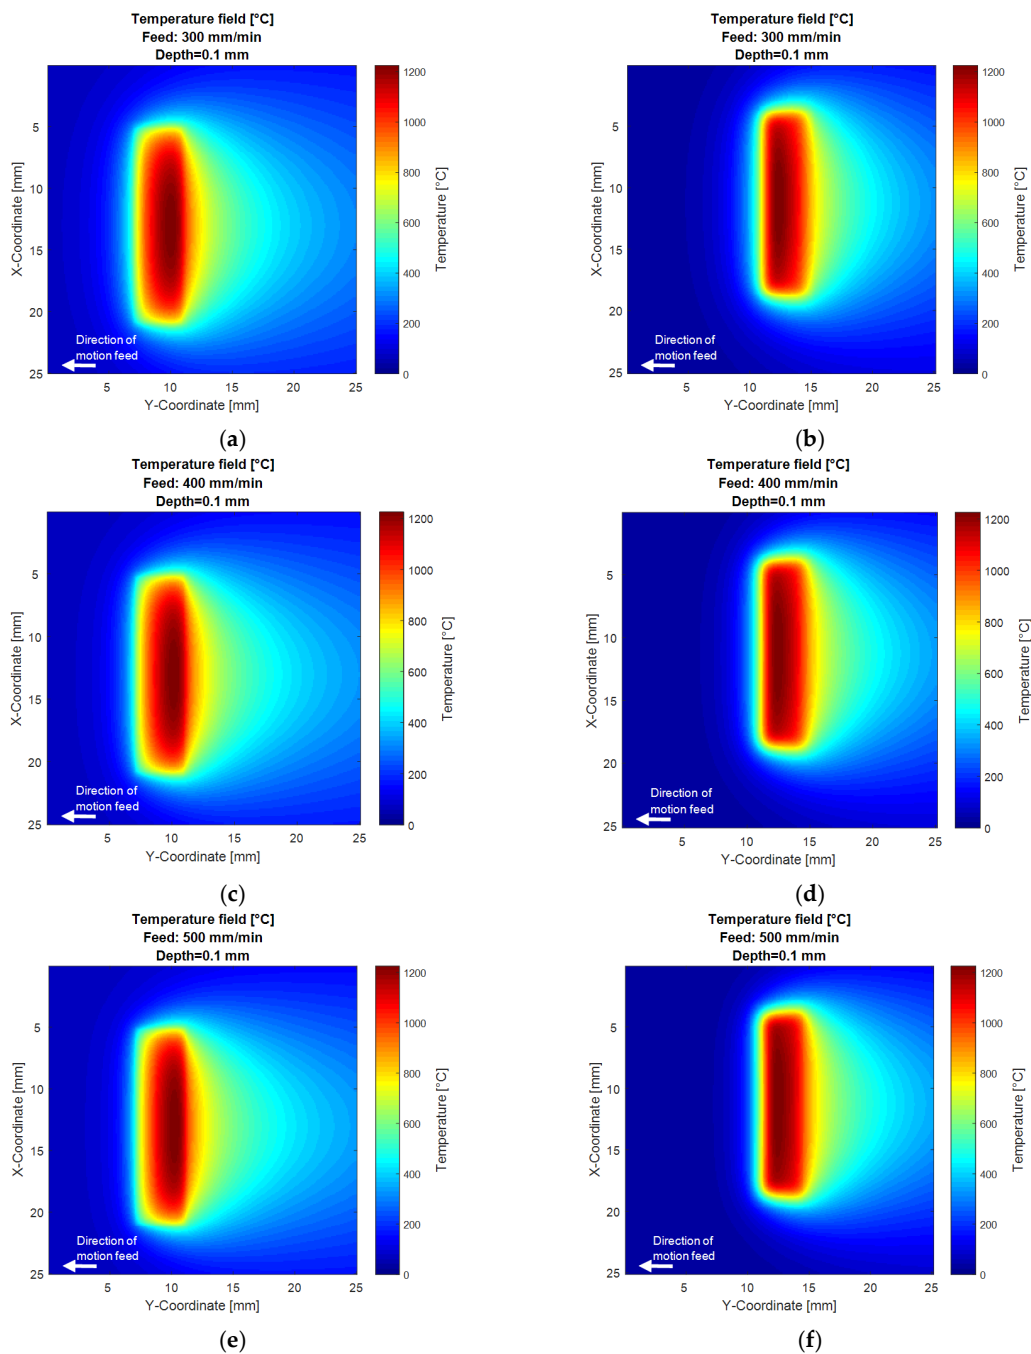 Temperature field [°C]
Feed: 300 mm/min
Depth=0.1 mm
X-Coordinate [mm]
5
10
15
20
25
Direction of
motion feed
5 10 15 20 25
Y-Coordinate [mm]
1200
1000
800
600
400
200
0
Temperature [°C]
(a)
Temperature field [°C]
Feed: 300 mm/min
Depth=0.1 mm
X-Coordinate [mm]
5
10
15
20
25
Direction of
motion feed
5 10 15 20 25
Y-Coordinate [mm]
1200
1000
800
600
400
200
0
Temperature [°C]
(b)
Temperature field [°C]
Feed: 400 mm/min
Depth=0.1 mm
X-Coordinate [mm]
5
10
15
20
25
Direction of
motion feed
5 10 15 20 25
Y-Coordinate [mm]
1200
1000
800
600
400
200
0
Temperature [°C]
(c)
Temperature field [°C]
Feed: 400 mm/min
Depth=0.1 mm
X-Coordinate [mm]
5
10
15
20
25
Direction of
motion feed
5 10 15 20 25
Y-Coordinate [mm]
1200
1000
800
600
400
200
0
Temperature [°C]
(d)
Temperature field [°C]
Feed: 500 mm/min
Depth=0.1 mm
X-Coordinate [mm]
5
10
15
20
25
Direction of
motion feed
5 10 15 20 25
Y-Coordinate [mm]
1200
1000
800
600
400
200
0
Temperature [°C]
(e)
Temperature field [°C]
Feed: 500 mm/min
Depth=0.1 mm
X-Coordinate [mm]
5
10
15
20
25
Direction of
motion feed
5 10 15 20 25
Y-Coordinate [mm]
1200
1000
800
600
400
200
0
Temperature [°C]
(f)